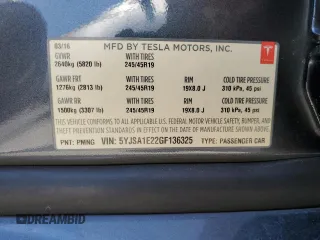 03/16 MFD BY TESLA MOTORS, INC.
GVWR WITH TIRES TESLA
2640kg (5820 lb) 245/45R19
GAWR FRT WITH TIRES RIM COLD TIRE PRESSURE
1276kg (2813 lb) 245/45R19 19X8.0 J 310 kPa, 45 psi
GAWR RR WITH TIRES RIM COLD TIRE PRESSURE
1500kg (3307 lb) 245/45R19 19X8.0 J 310 kPa, 45 psi
THIS VEHICLE CONFORMS TO ALL APPLICABLE FEDERAL MOTOR VEHICLE SAFETY, BUMPER, AND
THEFT PREVENTION STANDARDS IN EFFECT ON THE DATE OF MANUFACTURE SHOWN ABOVE.
PNT: PMNG VIN: 5YJSA1E22GF136325 TYPE: PASSENGER CAR
DREAMBID